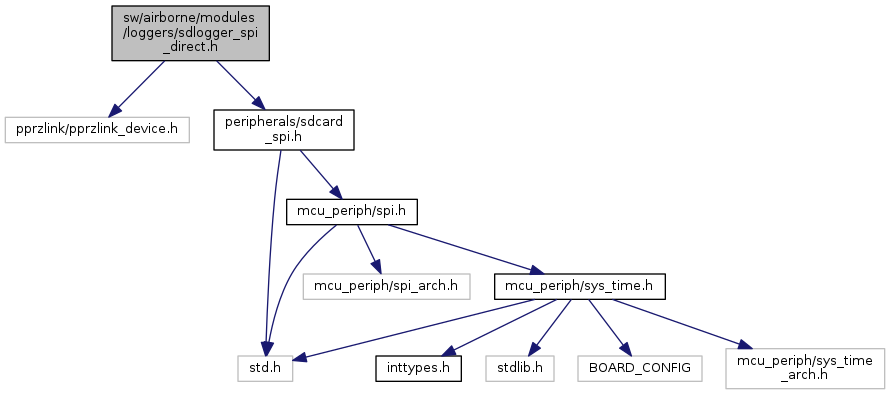 sw/airborne/modules
/loggers/sdlogger_spi
_direct.h
pprzlink/pprzlink_device.h
peripherals/sdcard
_spi.h
mcu_periph/spi.h
mcu_periph/spi_arch.h
mcu_periph/sys_time.h
std.h
inttypes.h
stdlib.h
BOARD_CONFIG
mcu_periph/sys_time
_arch.h